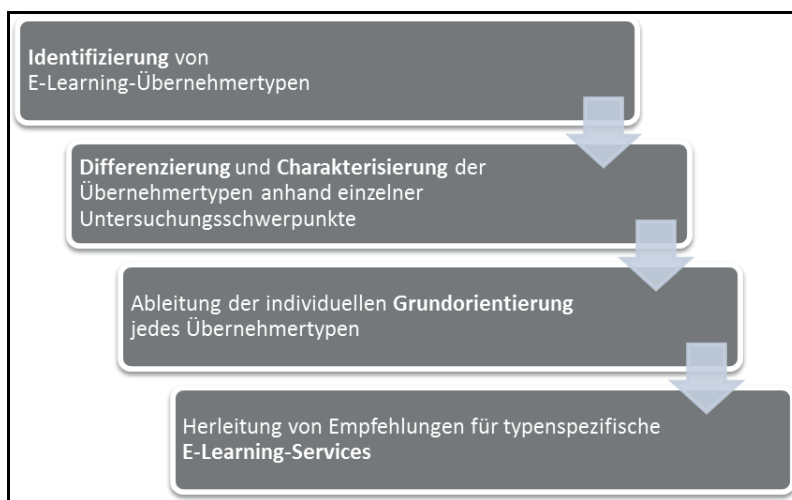 Identifizierung von
E-Learning-Übernehmertypen
Differenzierung und Charakterisierung der
Übernehmertypen anhand einzelner
Untersuchungsschwerpunkte
Ableitung der individuellen Grundorientierung
jedes Übernehmertypen
Herleitung von Empfehlungen für typenspezifische
E-Learning-Services